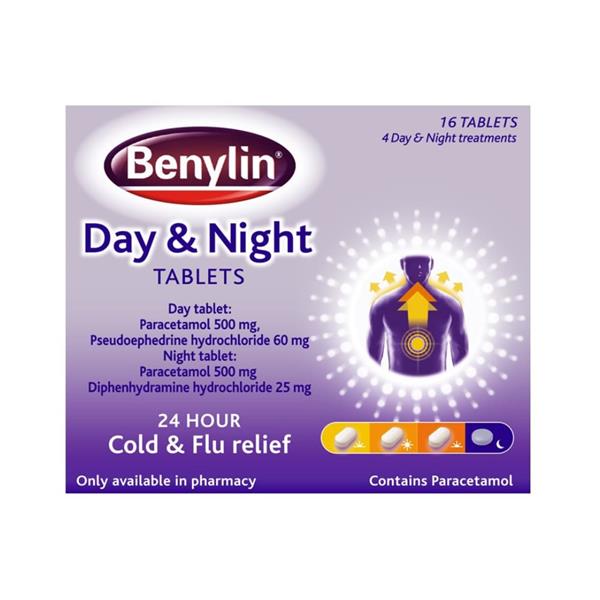 16 TABLETS
4 Day & Night treatments
Benylin®
Day & Night
TABLETS
Day tablet:
Paracetamol 500 mg,
Pseudoephedrine hydrochloride 60 mg
Night tablet:
Paracetamol 500 mg
Diphenhydramine hydrochloride 25 mg
24 HOUR
Cold & Flu relief
Only available in pharmacy
Contains Paracetamol